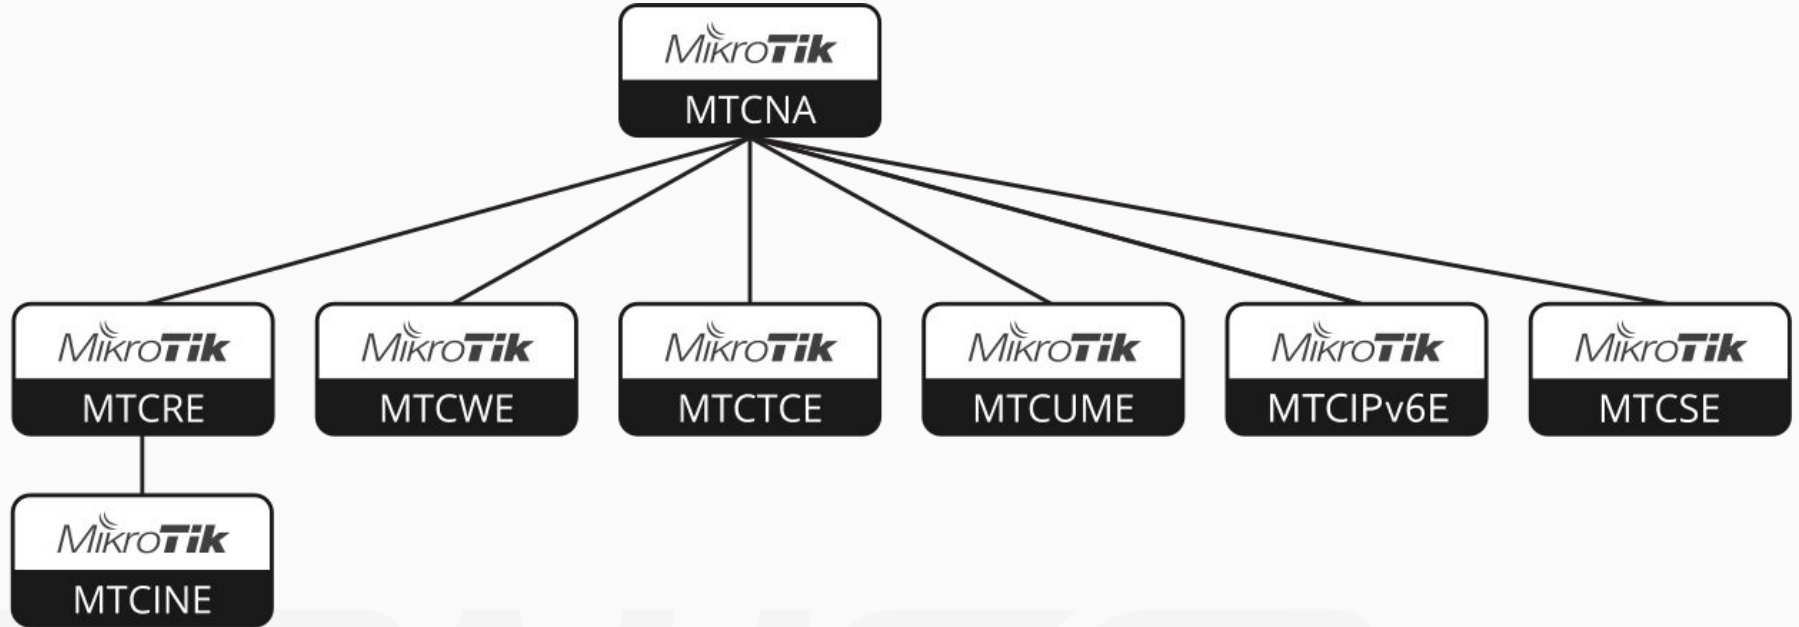 MikroTik
MTCNA
MikroTik
MTCRE
MikroTik
MTCWE
MikroTik
MTCTCE
MikroTik
MTCUME
MikroTik
MTCIPv6E
MikroTik
MTCSE
MikroTik
MTCINE